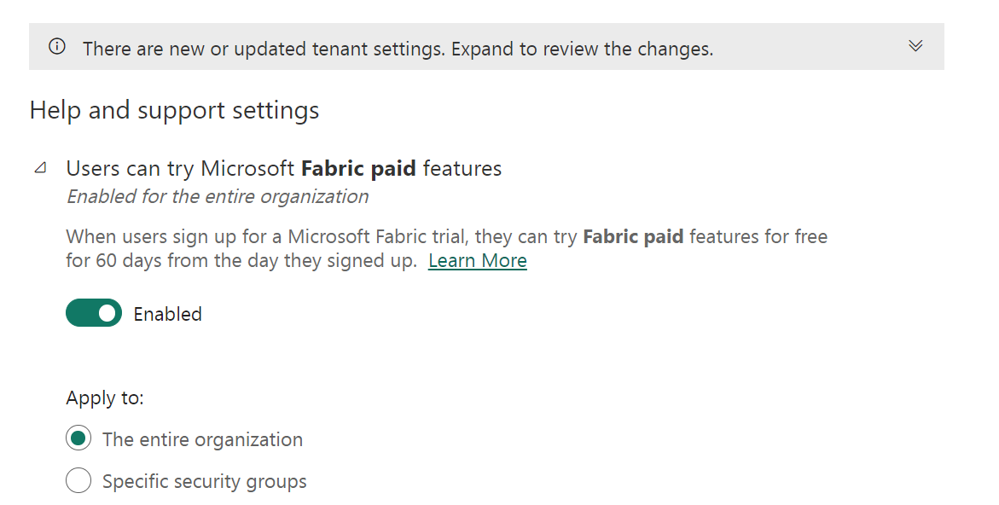 There are new or updated tenant settings. Expand to review the changes.
Help and support settings
Users can try Microsoft Fabric paid features
Enabled for the entire organization
When users sign up for a Microsoft Fabric trial, they can try Fabric paid features for free
for 60 days from the day they signed up. Learn More
Enabled
Apply to:
The entire organization
Specific security groups